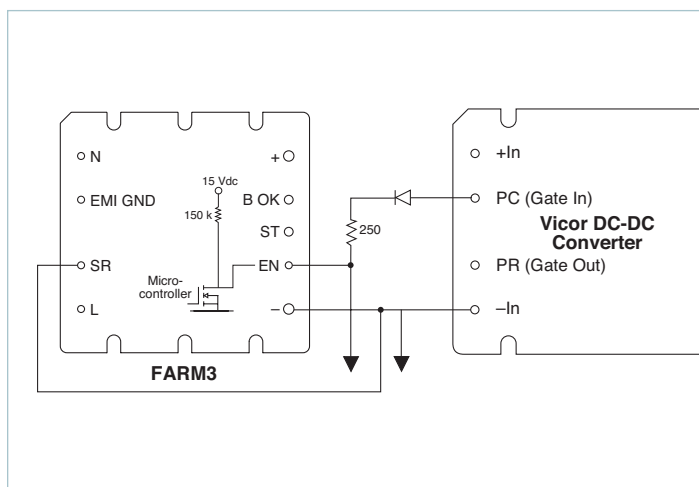 N
EMI GND
SR
L
15 Vdc
150 k
Micro-
controller
+
B OK
ST
EN
–
FARM3
250
+In
PC (Gate In)
Vicor DC-DC
Converter
PR (Gate Out)
–In